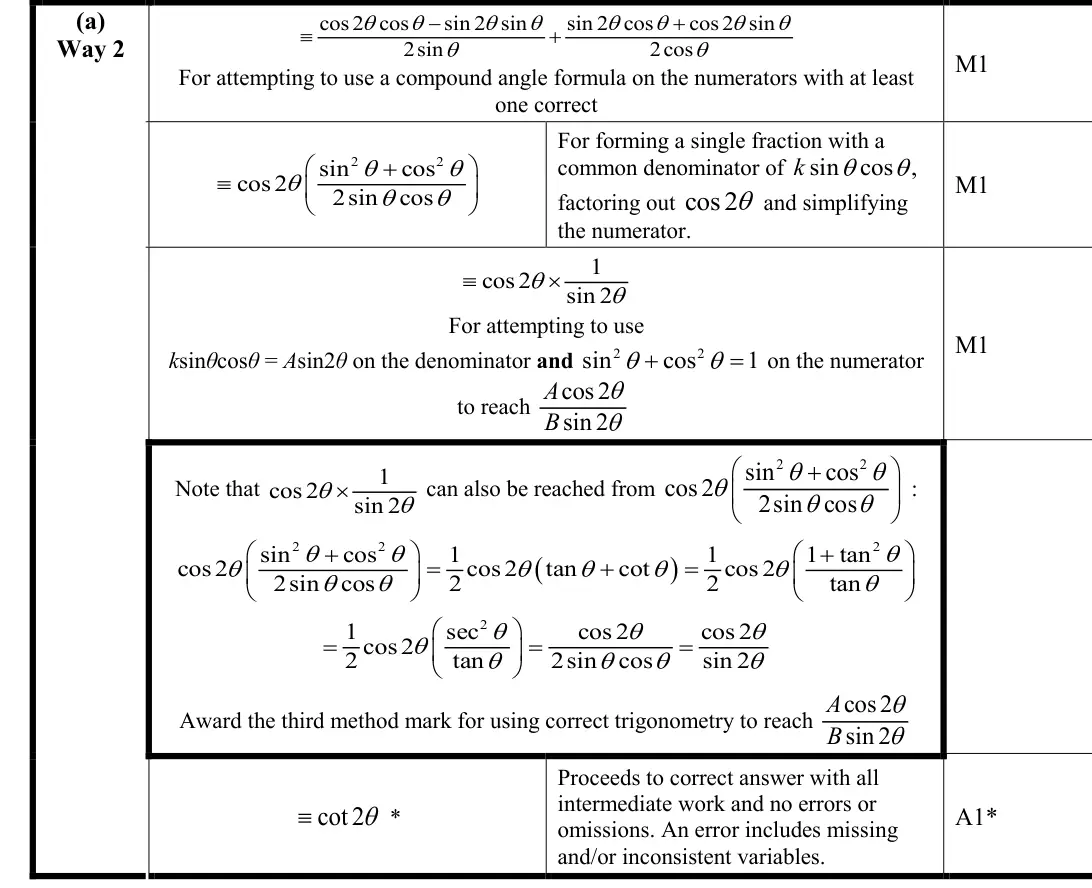 (a)
Way 2
≡ (cos 2θ cos θ − sin 2θ sin θ)/(2 sin θ) + (sin 2θ cos θ + cos 2θ sin θ)/(2 cos θ)
For attempting to use a compound angle formula on the numerators with at least
one correct
M1
≡ cos 2θ ((sin² θ + cos² θ)/(2 sin θ cos θ))
For forming a single fraction with a
common denominator of k sin θ cos θ,
factoring out cos 2θ and simplifying
the numerator.
M1
≡ cos 2θ × 1/(sin 2θ)
For attempting to use
ksinθcosθ = Asin2θ on the denominator and sin² θ + cos² θ = 1 on the numerator
to reach (A cos 2θ)/(B sin 2θ)
M1
Note that cos 2θ × 1/(sin 2θ) can also be reached from cos 2θ ((sin² θ + cos² θ)/(2 sin θ cos θ)) :
cos 2θ ((sin² θ + cos² θ)/(2 sin θ cos θ)) = 1/2 cos 2θ (tan θ + cot θ) = 1/2 cos 2θ ((1 + tan² θ)/(tan θ))
= 1/2 cos 2θ ((sec² θ)/(tan θ)) = (cos 2θ)/(2 sin θ cos θ) = (cos 2θ)/(sin 2θ)
Award the third method mark for using correct trigonometry to reach (A cos 2θ)/(B sin 2θ)
≡ cot 2θ *
Proceeds to correct answer with all
intermediate work and no errors or
omissions. An error includes missing
and/or inconsistent variables.
A1*